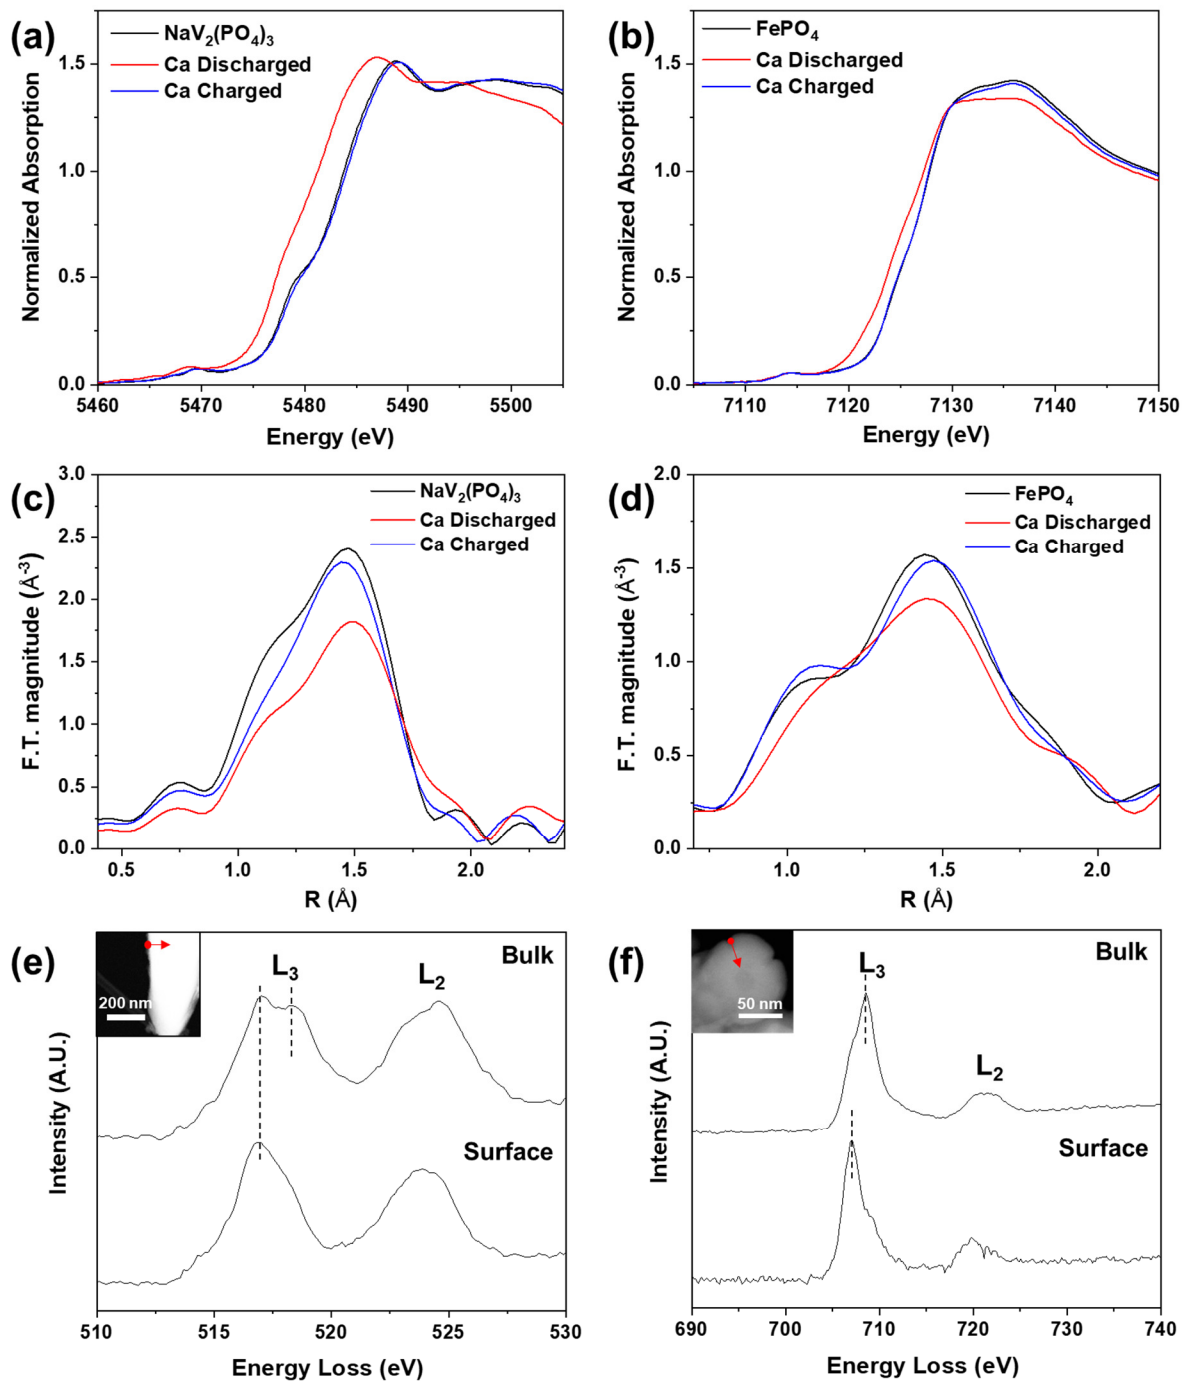 (a)
NaV₂(PO₄)₃
Ca Discharged
Ca Charged
Normalized Absorption
1.5
1.0
0.5
0.0
5460 5470 5480 5490 5500
Energy (eV)
(b)
FePO₄
Ca Discharged
Ca Charged
Normalized Absorption
1.5
1.0
0.5
0.0
7110 7120 7130 7140 7150
Energy (eV)
(c)
NaV₂(PO₄)₃
Ca Discharged
Ca Charged
F.T. magnitude (Å⁻³)
3.0
2.5
2.0
1.5
1.0
0.5
0.0
0.5 1.0 1.5 2.0
R (Å)
(d)
FePO₄
Ca Discharged
Ca Charged
F.T. magnitude (Å⁻³)
2.0
1.5
1.0
0.5
0.0
1.0 1.5 2.0
R (Å)
(e)
200 nm
L₃
L₂
Bulk
Surface
Intensity (A.U.)
510 515 520 525 530
Energy Loss (eV)
(f)
50 nm
L₃
L₂
Bulk
Surface
Intensity (A.U.)
690 700 710 720 730 740
Energy Loss (eV)